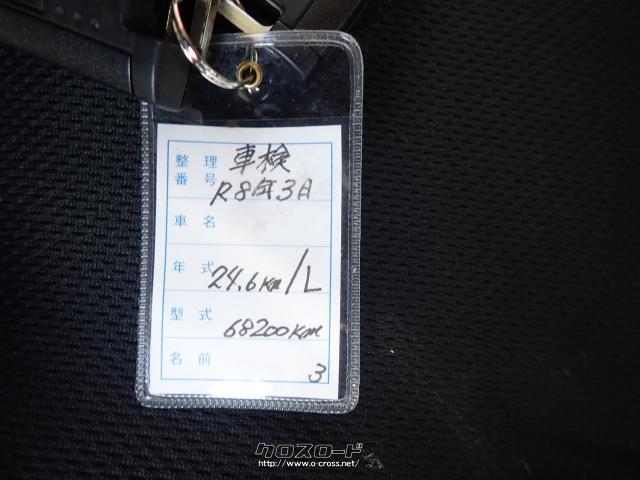 整理 車検
番号 R8年3月
車名
年式 24.6km/L
型式 68200km
名前 3
クロスロード
http://www.o-cross.net/